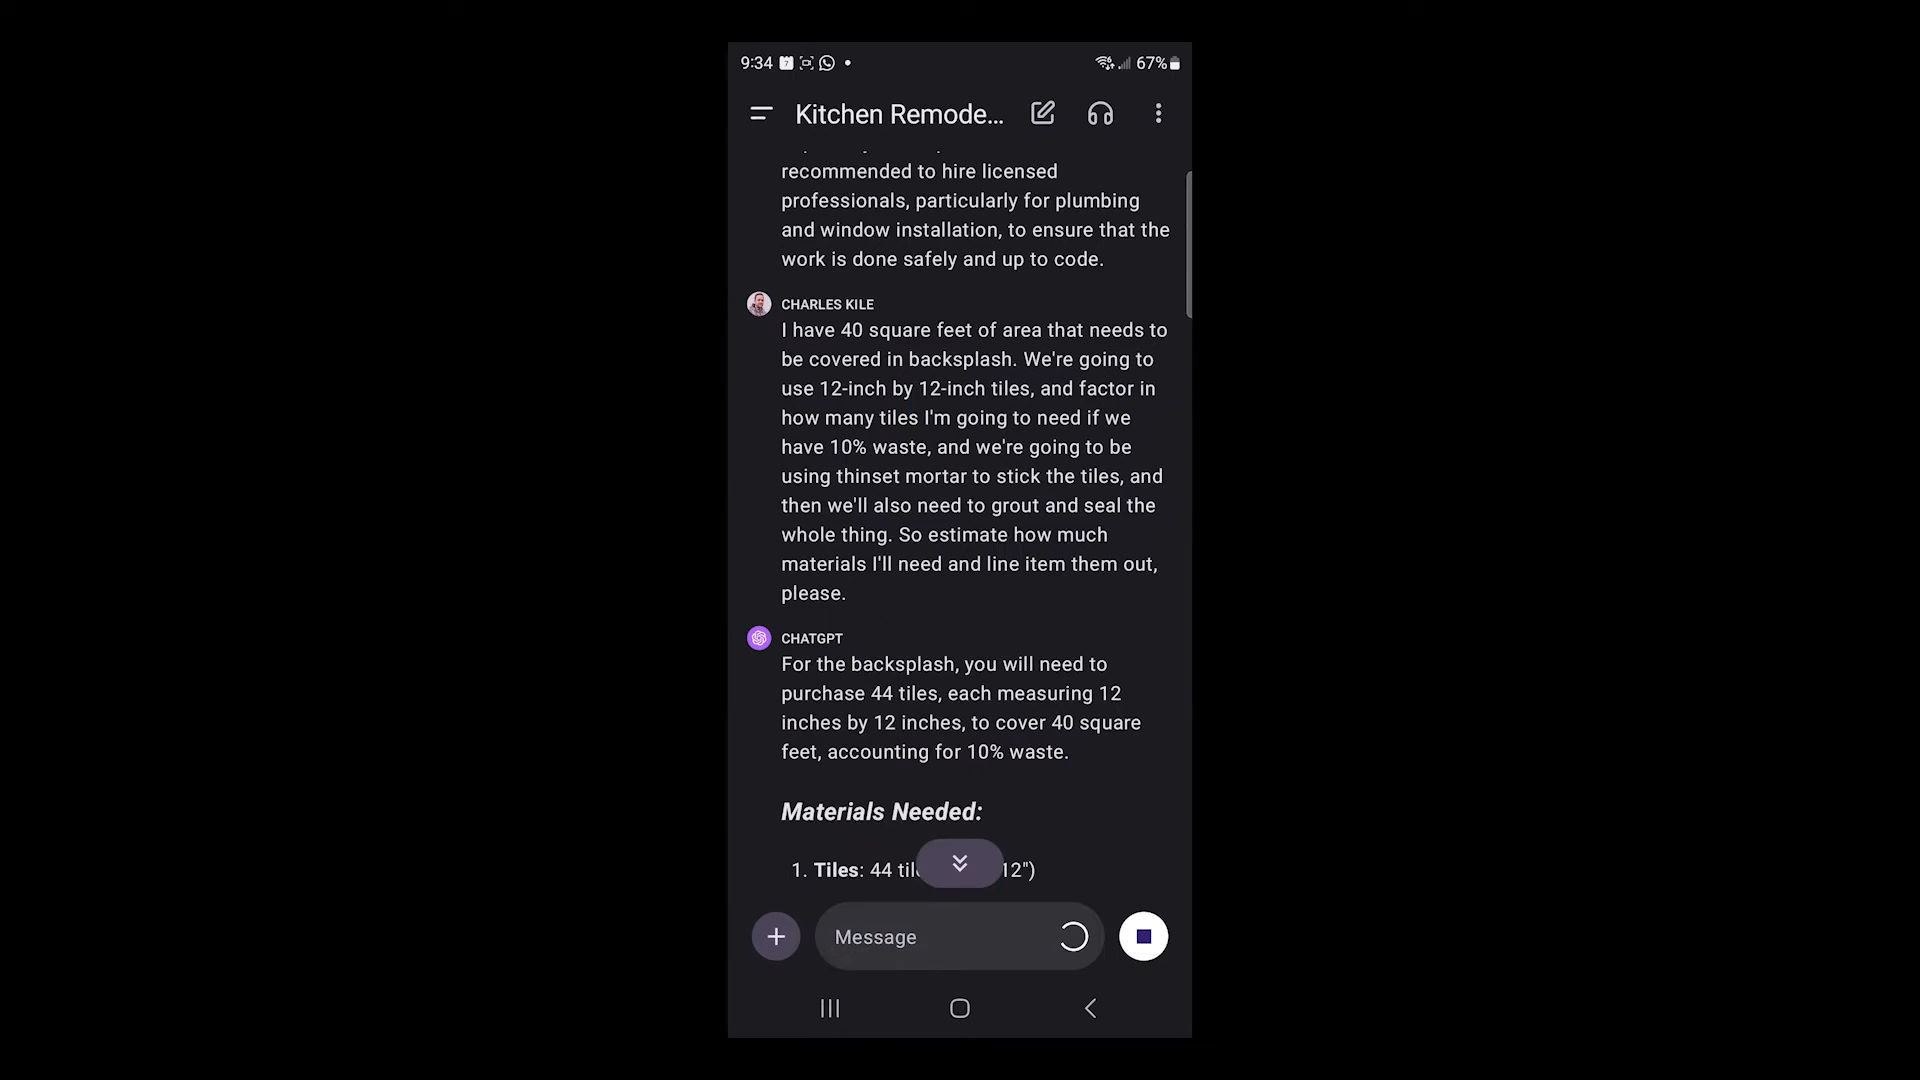 9:34
67%
Kitchen Remode...
recommended to hire licensed
professionals, particularly for plumbing
and window installation, to ensure that the
work is done safely and up to code.
CHARLES KILE
I have 40 square feet of area that needs to
be covered in backsplash. We're going to
use 12-inch by 12-inch tiles, and factor in
how many tiles I'm going to need if we
have 10% waste, and we're going to be
using thinset mortar to stick the tiles, and
then we'll also need to grout and seal the
whole thing. So estimate how much
materials I'll need and line item them out,
please.
CHATGPT
For the backsplash, you will need to
purchase 44 tiles, each measuring 12
inches by 12 inches, to cover 40 square
feet, accounting for 10% waste.
Materials Needed:
1. Tiles: 44 12")
Message